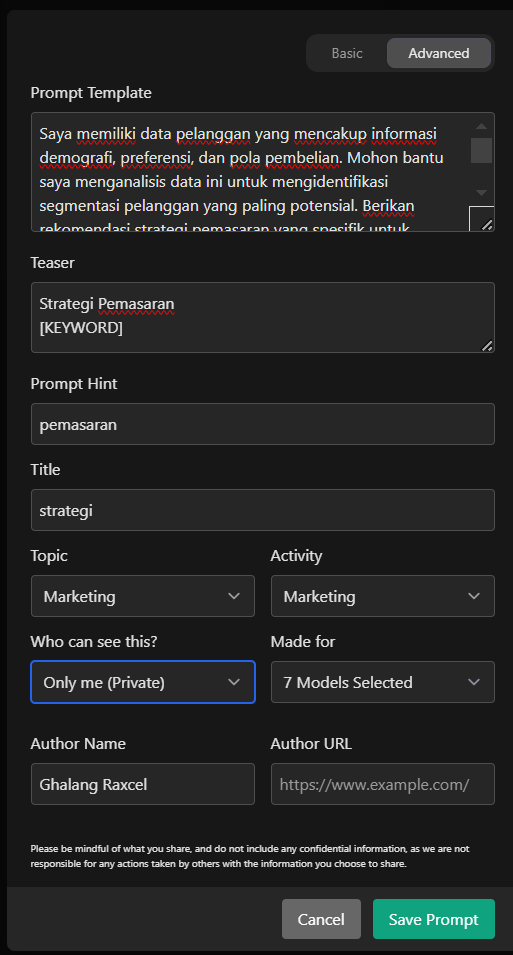 Basic
Advanced
Prompt Template
Saya memiliki data pelanggan yang mencakup informasi
demografi, preferensi, dan pola pembelian. Mohon bantu
saya menganalisis data ini untuk mengidentifikasi
segmentasi pelanggan yang paling potensial. Berikan
rekomendasi strategi pemasaran yang spesifik untuk
Teaser
Strategi Pemasaran
[KEYWORD]
Prompt Hint
pemasaran
Title
strategi
Topic
Activity
Marketing
Marketing
Who can see this?
Made for
Only me (Private)
7 Models Selected
Author Name
Author URL
Ghalang Raxcel
https://www.example.com/
Please be mindful of what you share, and do not include any confidential information, as we are not
responsible for any actions taken by others with the information you choose to share.
Cancel
Save Prompt